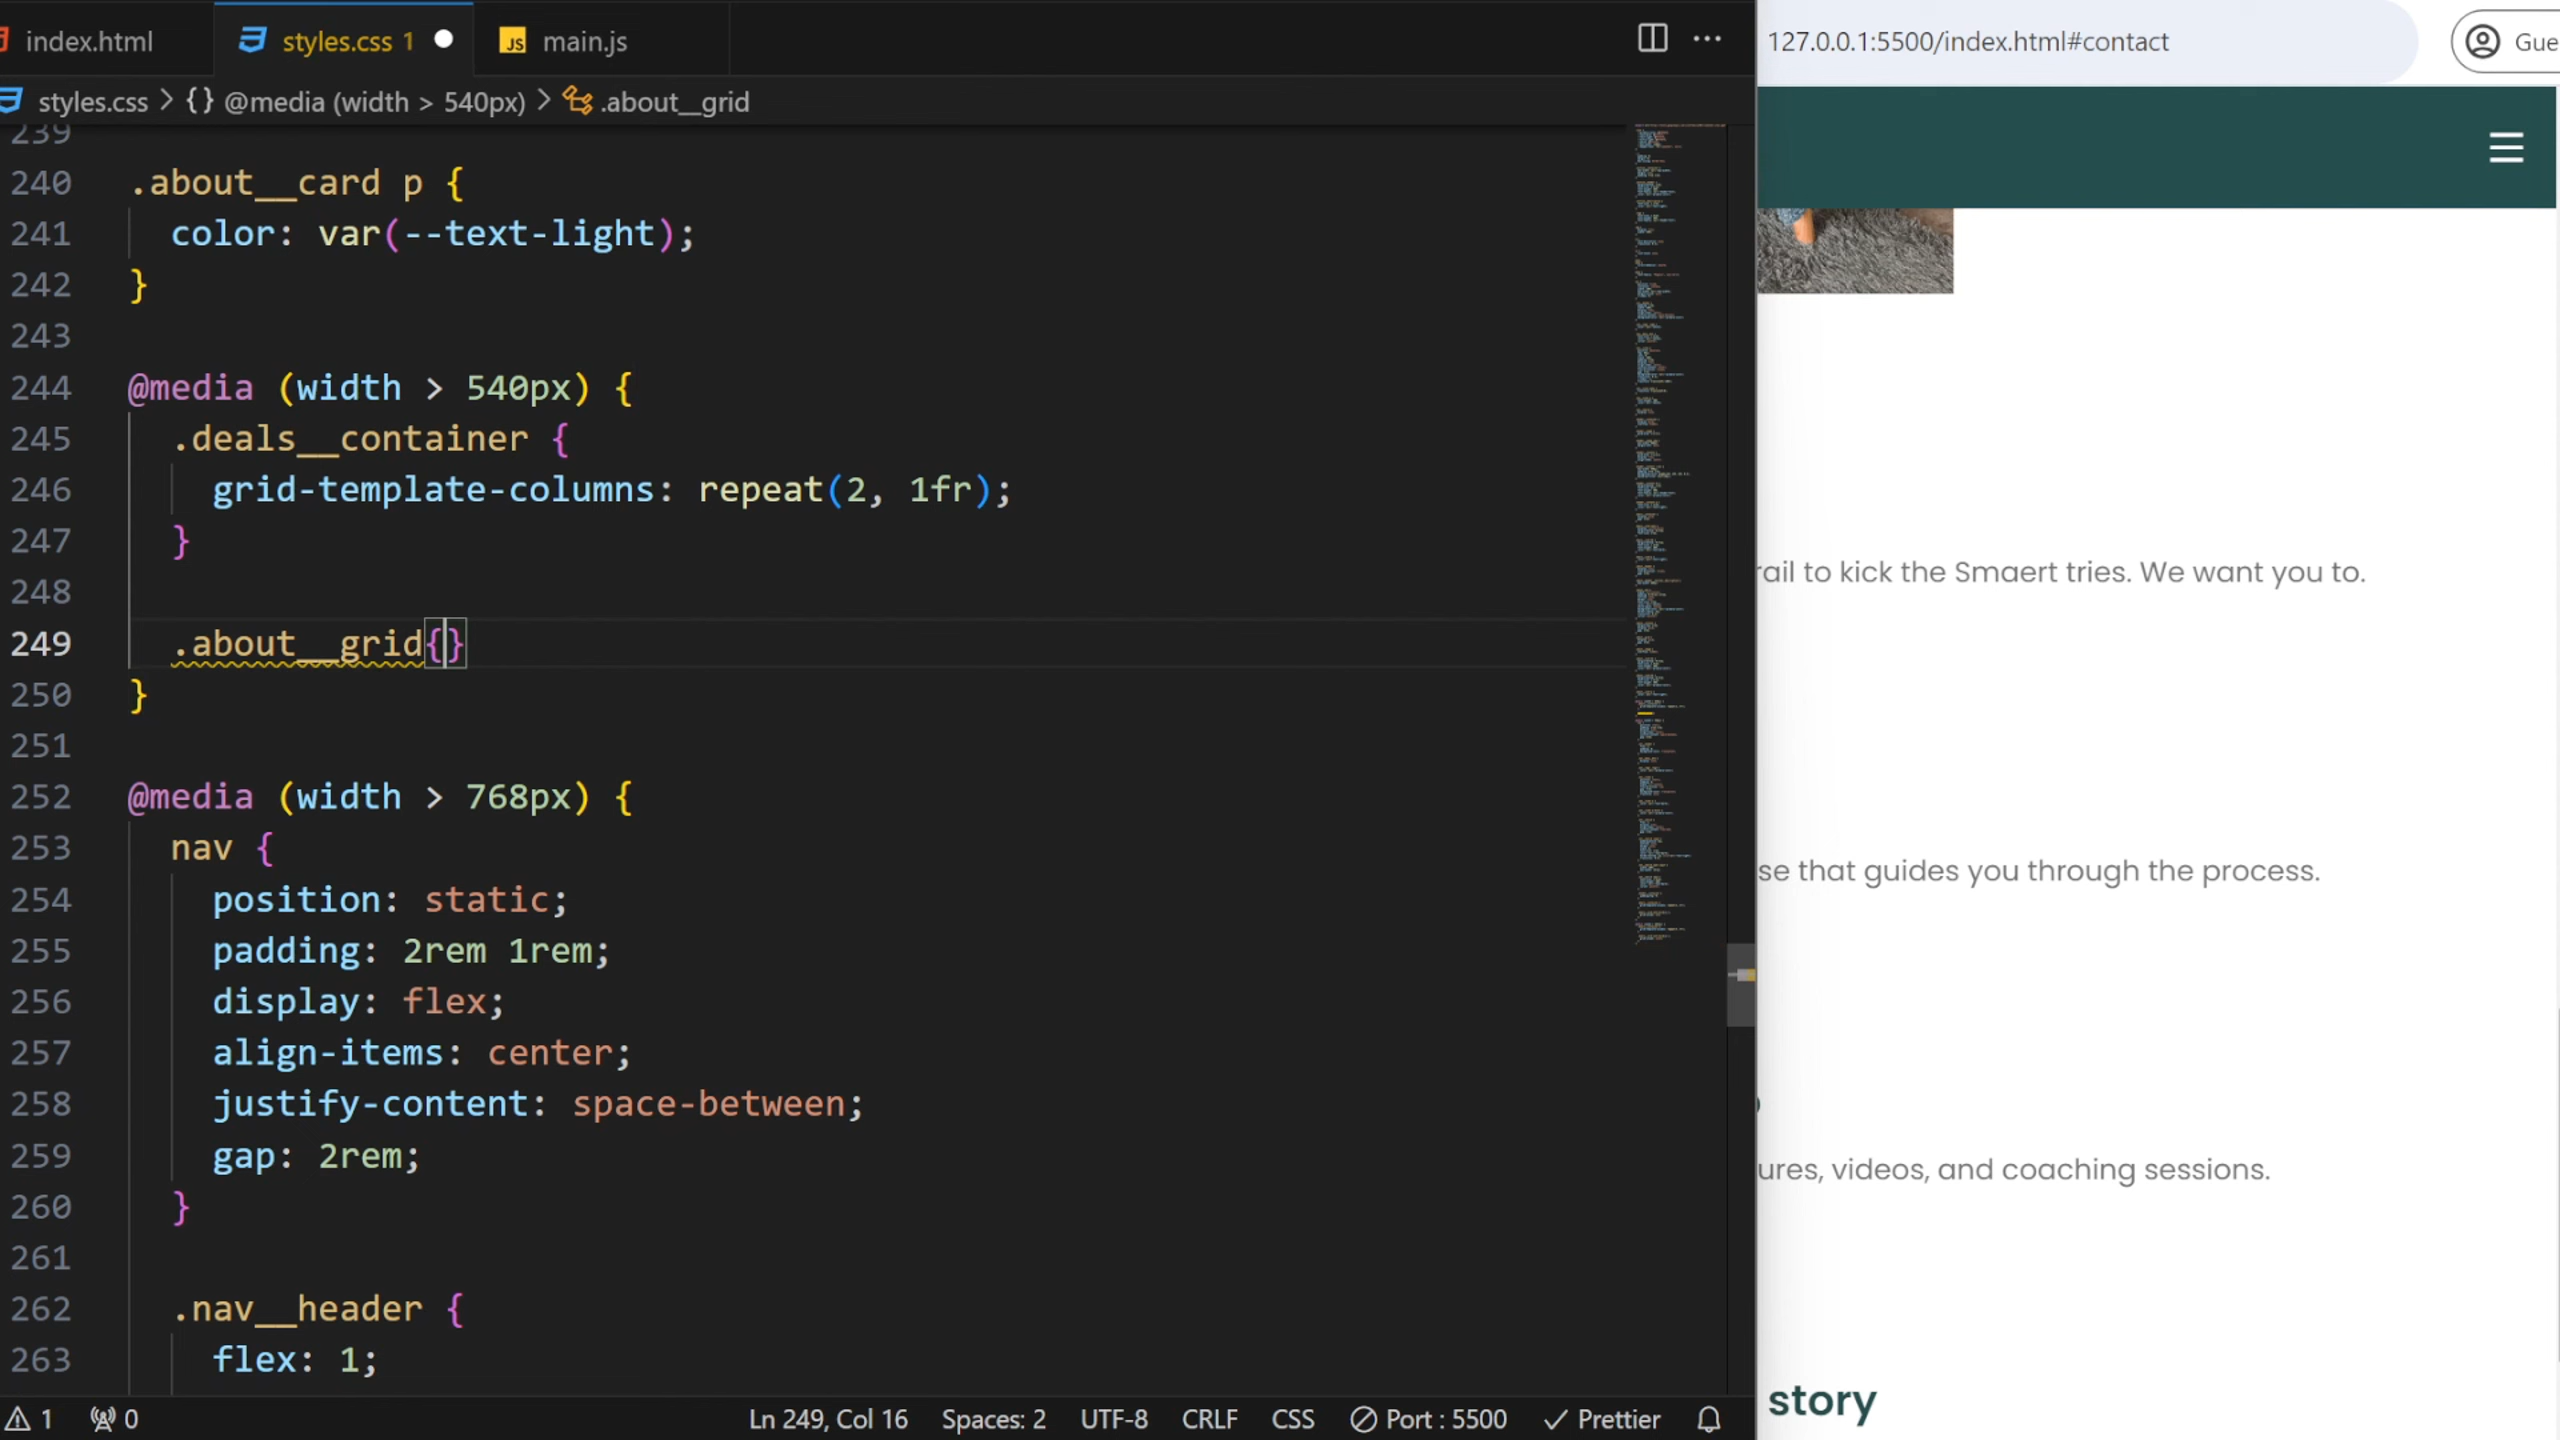 index.html
styles.css 1
JS main.js
127.0.0.1:5500/index.html#contact
styles.css > {} @media (width > 540px) > .about__grid
239
240 .about__card p {
241 color: var(--text-light);
242 }
243
244 @media (width > 540px) {
245 .deals__container {
246 grid-template-columns: repeat(2, 1fr);
247 }
248
249 .about__grid{}
250 }
251
252 @media (width > 768px) {
253 nav {
254 position: static;
255 padding: 2rem 1rem;
256 display: flex;
257 align-items: center;
258 justify-content: space-between;
259 gap: 2rem;
260 }
261
262 .nav__header {
263 flex: 1;
1 0 Ln 249, Col 16 Spaces: 2 UTF-8 CRLF CSS Port : 5500 Prettier
to kick the Smaert tries. We want you to.
se that guides you through the process.
ures, videos, and coaching sessions.
story